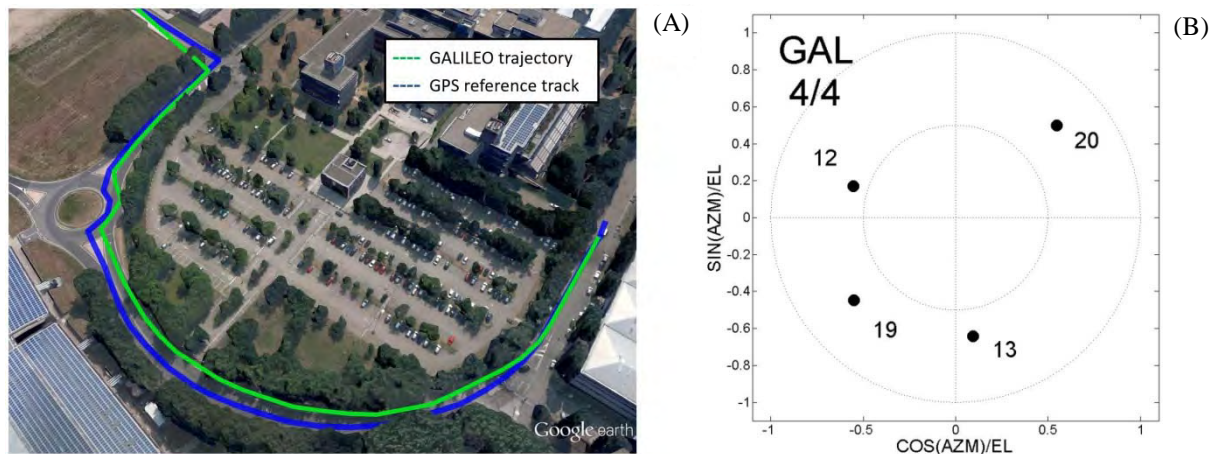 GALILEO trajectory
GPS reference track
Google earth
(A)
GAL
4/4
20
12
19
13
1
0.8
0.6
0.4
0.2
0
-0.2
-0.4
-0.6
-0.8
-1
-1
-0.5
0
0.5
1
SIN(AZM)/EL
COS(AZM)/EL
(B)